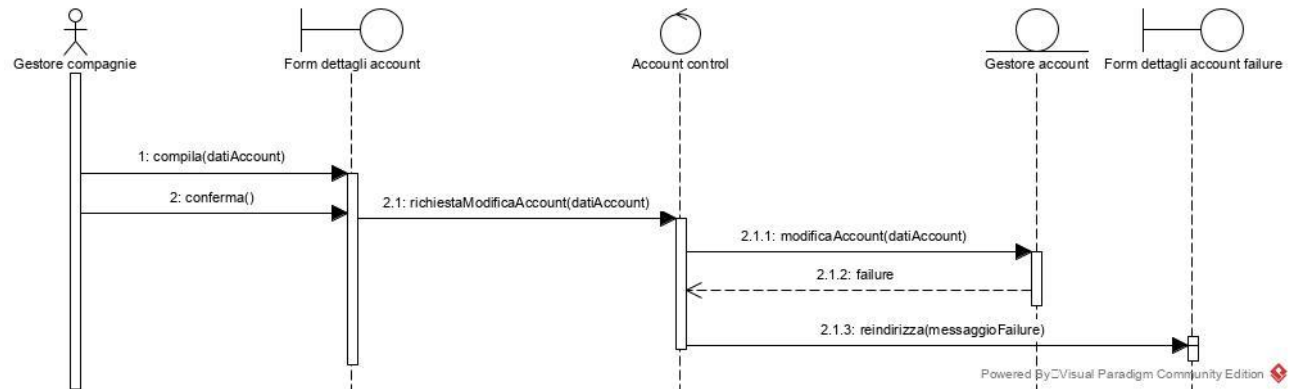 Gestore compagnie
Form dettagli account
Account control
Gestore account
Form dettagli account failure
1: compila(datiAccount)
2: conferma()
2.1: richiestaModificaAccount(datiAccount)
2.1.1: modificaAccount(datiAccount)
2.1.2: failure
2.1.3: reindirizza(messaggioFailure)
Powered By Visual Paradigm Community Edition